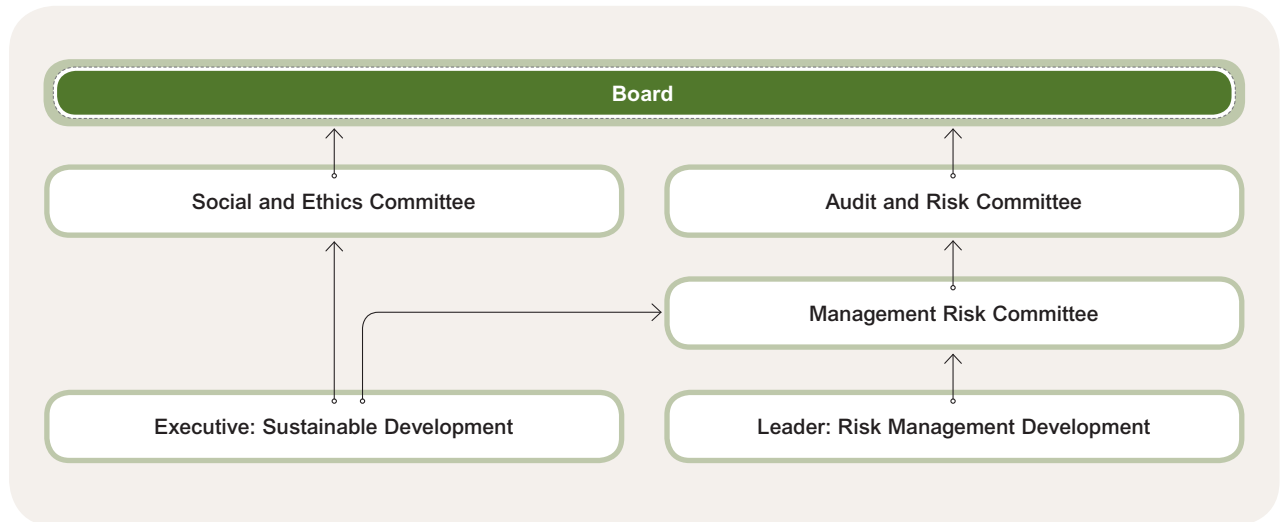 Board
Social and Ethics Committee
Audit and Risk Committee
Management Risk Committee
Executive: Sustainable Development
Leader: Risk Management Development